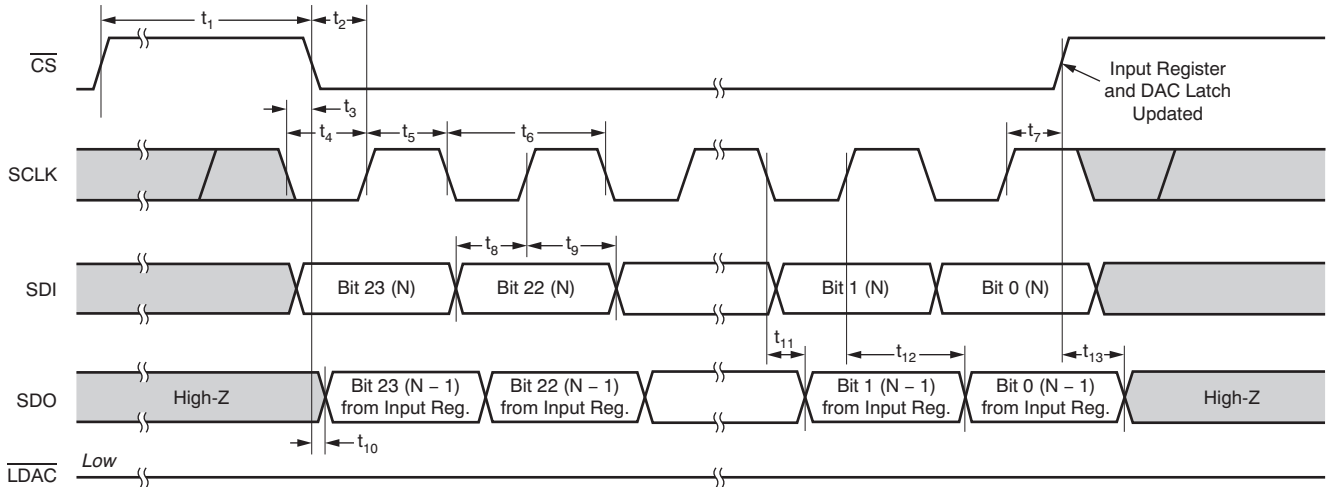 t1
t2
CS
Input Register
and DAC Latch
Updated
t3
t4
t5
t6
t7
SCLK
t8
t9
SDI
Bit 23 (N)
Bit 22 (N)
Bit 1 (N)
Bit 0 (N)
t11
t12
t13
SDO
High-Z
Bit 23 (N – 1)
from Input Reg.
Bit 22 (N – 1)
from Input Reg.
Bit 1 (N – 1)
from Input Reg.
Bit 0 (N – 1)
from Input Reg.
High-Z
t10
LDAC
Low